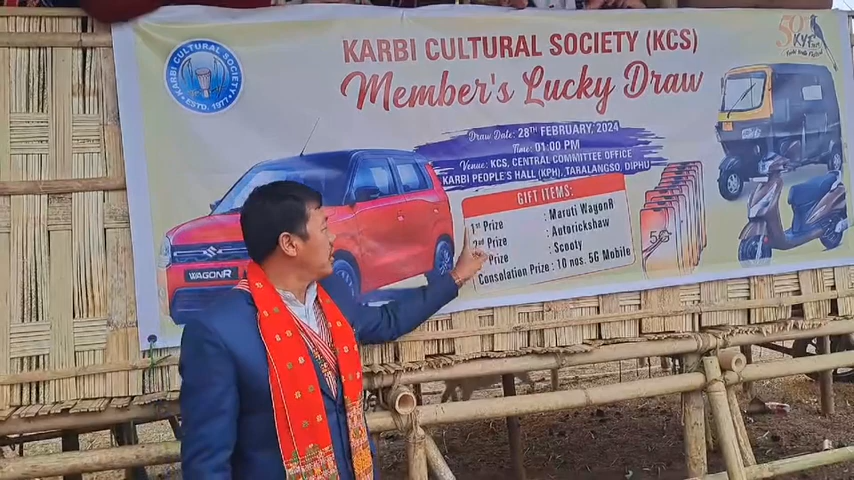 KARBI CULTURAL SOCIETY (KCS)
MEMBER'S LUCKY DRAW
KARBI CULTURAL SOCIETY
ESTD. 1977
50
KYF
Draw Date: 28TH FEBRUARY, 2024
Time: 01:00 PM
Venue: KCS, CENTRAL COMMITTEE OFFICE,
KARBI PEOPLE'S HALL (KPH), TARALANGSO, DIPHU
GIFT ITEMS:
1st Prize : Maruti WagonR
Prize : Autorickshaw
Prize : Scooter
Consolation Prize : 10 nos. 5G Mobile
5G
WAGONR